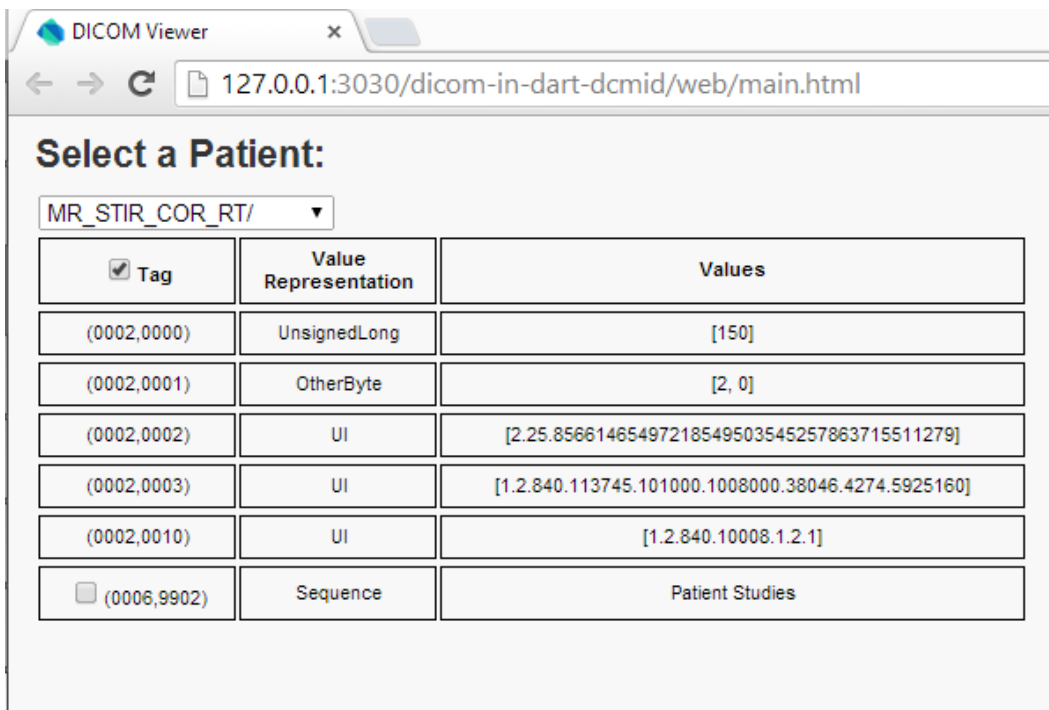 DICOM Viewer ×
127.0.0.1:3030/dicom-in-dart-dcmid/web/main.html
Select a Patient:
MR_STIR_COR_RT/
Tag Value Representation Values
(0002,0000) UnsignedLong [150]
(0002,0001) OtherByte [2, 0]
(0002,0002) UI [2.25.85661465497218549503545257863715511279]
(0002,0003) UI [1.2.840.113745.101000.1008000.38046.4274.5925160]
(0002,0010) UI [1.2.840.10008.1.2.1]
(0006,9902) Sequence Patient Studies